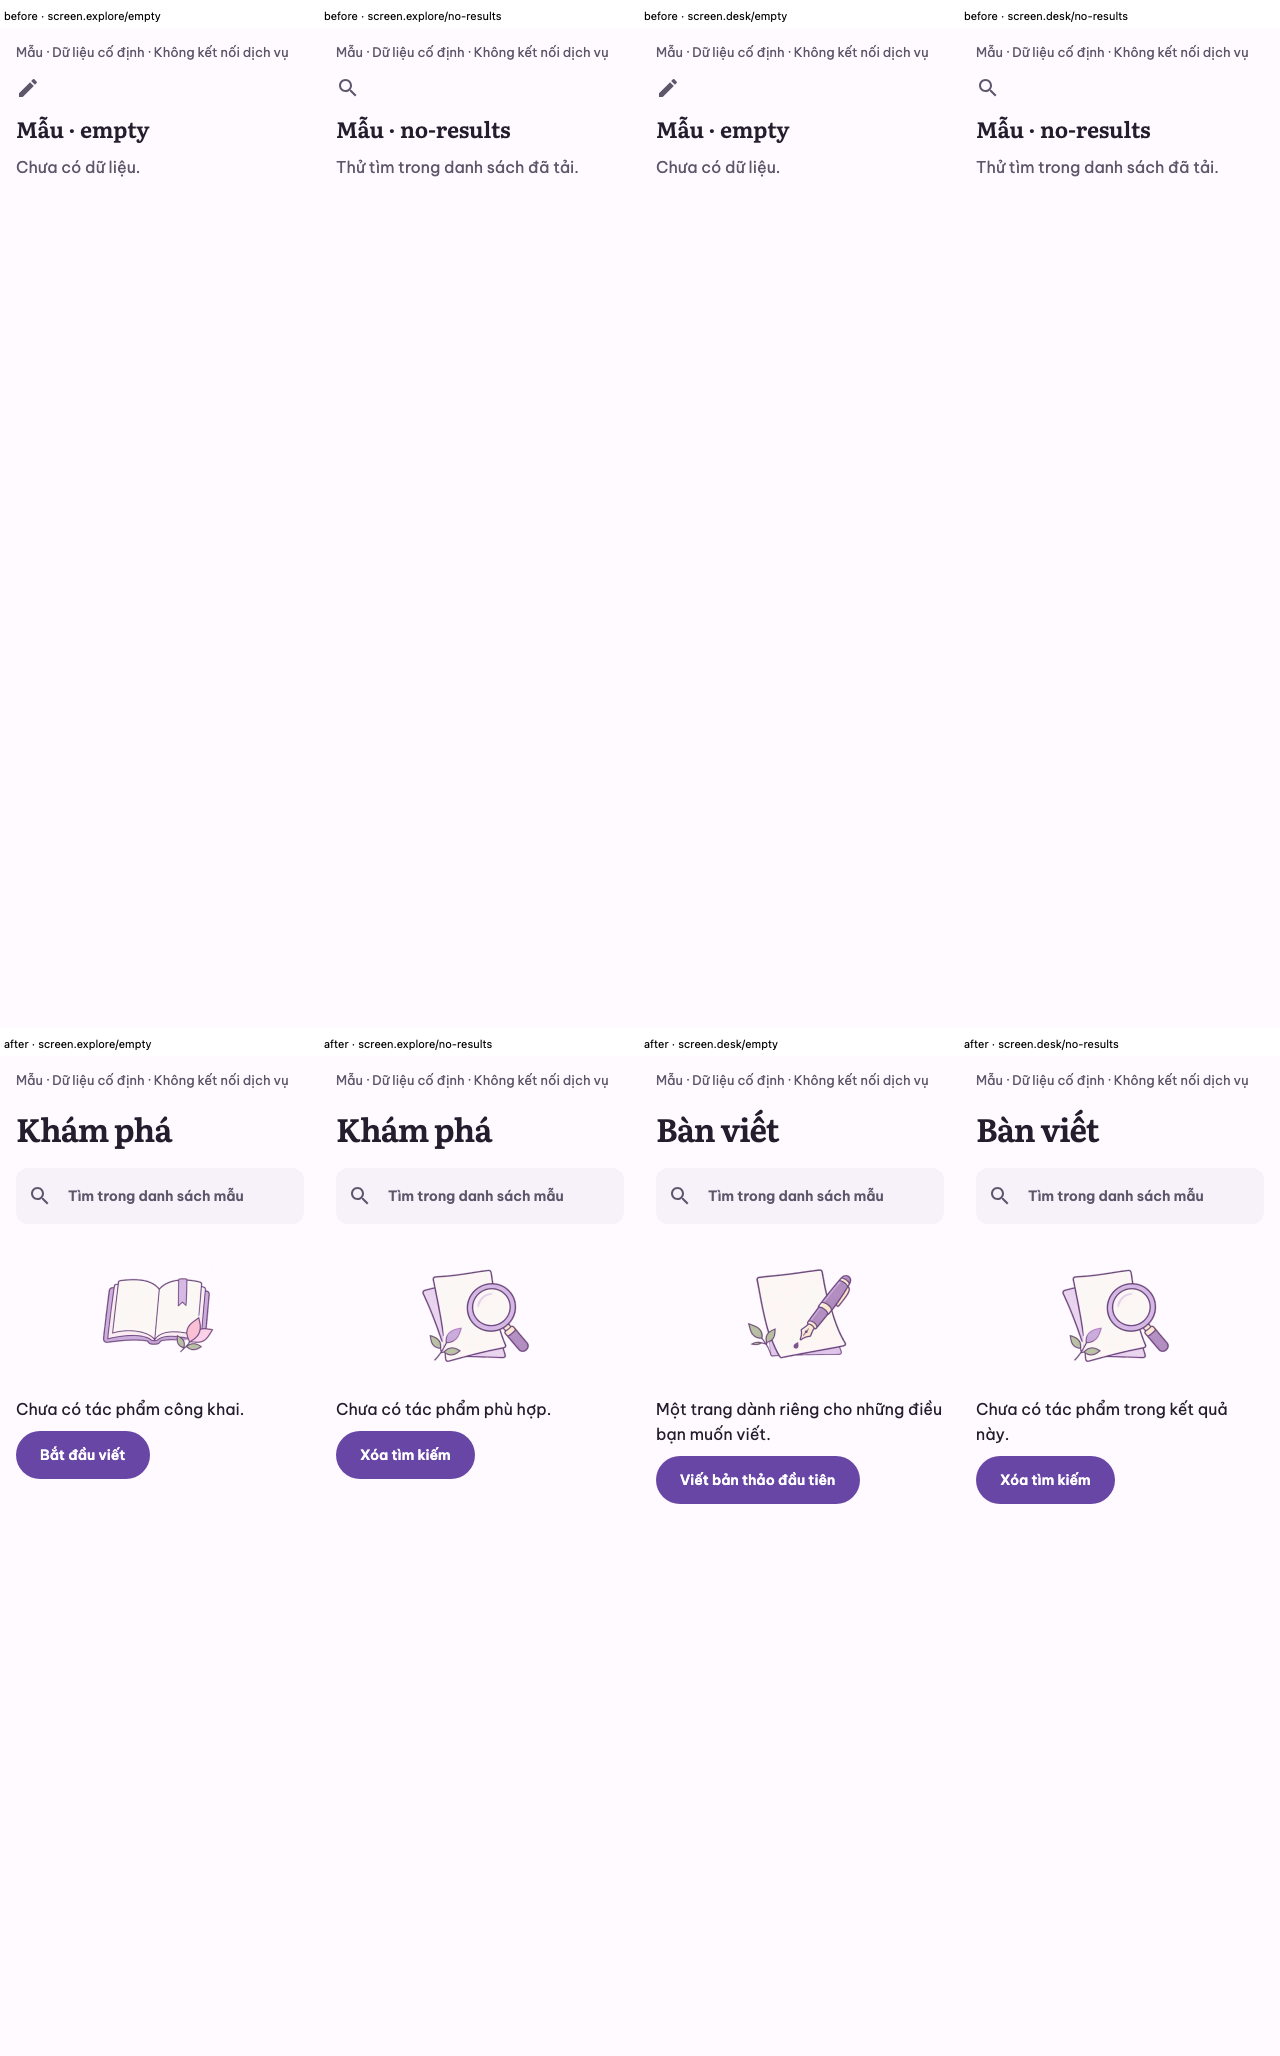 before · screen.explore/empty
Mẫu · Dữ liệu cố định · Không kết nối dịch vụ
Mẫu · empty
Chưa có dữ liệu.
before · screen.explore/no-results
Mẫu · Dữ liệu cố định · Không kết nối dịch vụ
Mẫu · no-results
Thử tìm trong danh sách đã tải.
before · screen.desk/empty
Mẫu · Dữ liệu cố định · Không kết nối dịch vụ
Mẫu · empty
Chưa có dữ liệu.
before · screen.desk/no-results
Mẫu · Dữ liệu cố định · Không kết nối dịch vụ
Mẫu · no-results
Thử tìm trong danh sách đã tải.
after · screen.explore/empty
Mẫu · Dữ liệu cố định · Không kết nối dịch vụ
Khám phá
Tìm trong danh sách mẫu
Chưa có tác phẩm công khai.
Bắt đầu viết
after · screen.explore/no-results
Mẫu · Dữ liệu cố định · Không kết nối dịch vụ
Khám phá
Tìm trong danh sách mẫu
Chưa có tác phẩm phù hợp.
Xóa tìm kiếm
after · screen.desk/empty
Mẫu · Dữ liệu cố định · Không kết nối dịch vụ
Bàn viết
Tìm trong danh sách mẫu
Một trang dành riêng cho những điều
bạn muốn viết.
Viết bản thảo đầu tiên
after · screen.desk/no-results
Mẫu · Dữ liệu cố định · Không kết nối dịch vụ
Bàn viết
Tìm trong danh sách mẫu
Chưa có tác phẩm trong kết quả
này.
Xóa tìm kiếm